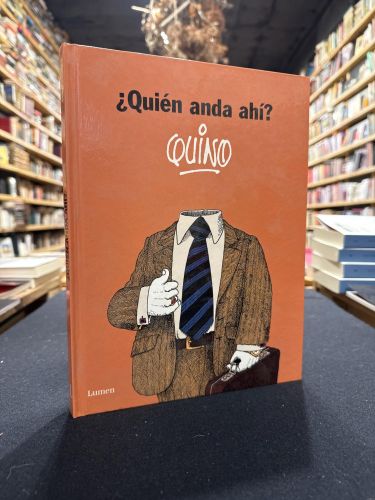 ¿Quién anda ahí?
QUINO
Lumen